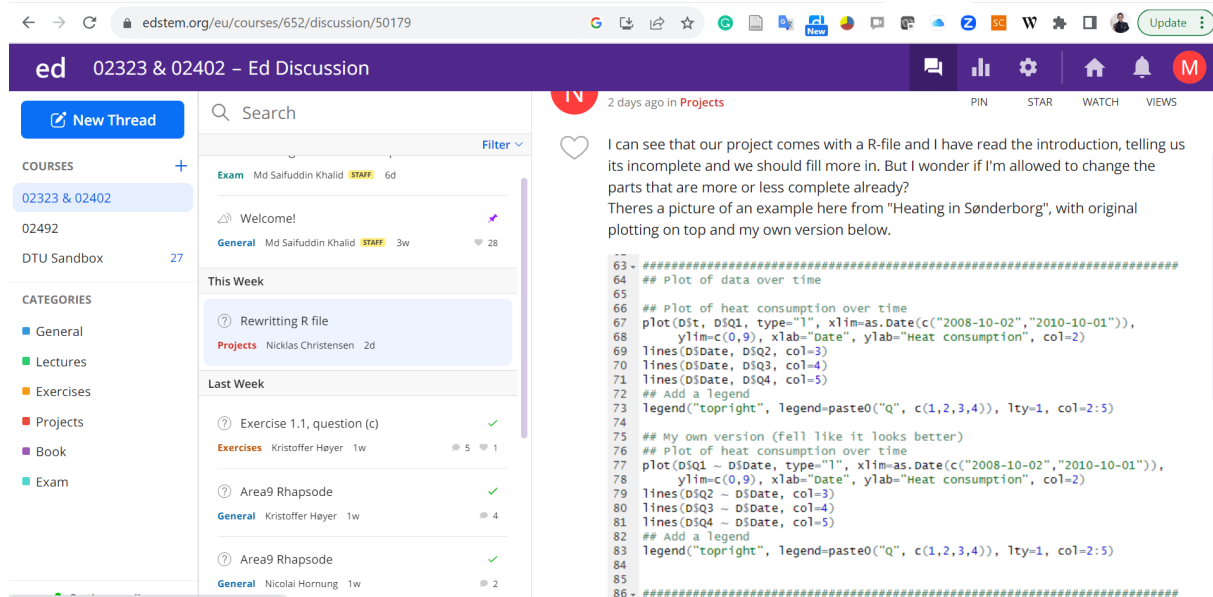 edstem.org/eu/courses/652/discussion/50179
New
Update
ed 02323 & 02402 – Ed Discussion
M
New Thread
COURSES
02323 & 02402
02492
DTU Sandbox 27
CATEGORIES
General
Lectures
Exercises
Projects
Book
Exam
Search
Filter
Exam Md Saifuddin Khalid STAFF 6d
Welcome!
General Md Saifuddin Khalid STAFF 3w 28
This Week
Rewritting R file
Projects Nicklas Christensen 2d
Last Week
Exercise 1.1, question (c)
Exercises Kristoffer Høyer 1w 5 1
Area9 Rhapsode
General Kristoffer Høyer 1w 4
Area9 Rhapsode
General Nicolai Hornung 1w 2
N
2 days ago in Projects
PIN STAR WATCH VIEWS
I can see that our project comes with a R-file and I have read the introduction, telling us
its incomplete and we should fill more in. But I wonder if I'm allowed to change the
parts that are more or less complete already?
Theres a picture of an example here from "Heating in Sønderborg", with original
plotting on top and my own version below.
63 ###########################################################################
64 ## Plot of data over time
65
66 ## Plot of heat consumption over time
67 plot(D$t, D$Q1, type="l", xlim=as.Date(c("2008-10-02","2010-10-01")),
68 ylim=c(0,9), xlab="Date", ylab="Heat consumption", col=2)
69 lines(D$Date, D$Q2, col=3)
70 lines(D$Date, D$Q3, col=4)
71 lines(D$Date, D$Q4, col=5)
72 ## Add a legend
73 legend("topright", legend=paste0("Q", c(1,2,3,4)), lty=1, col=2:5)
74
75 ## My own version (fell like it looks better)
76 ## Plot of heat consumption over time
77 plot(D$Q1 ~ D$Date, type="l", xlim=as.Date(c("2008-10-02","2010-10-01")),
78 ylim=c(0,9), xlab="Date", ylab="Heat consumption", col=2)
79 lines(D$Q2 ~ D$Date, col=3)
80 lines(D$Q3 ~ D$Date, col=4)
81 lines(D$Q4 ~ D$Date, col=5)
82 ## Add a legend
83 legend("topright", legend=paste0("Q", c(1,2,3,4)), lty=1, col=2:5)
84
85
86 ###########################################################################